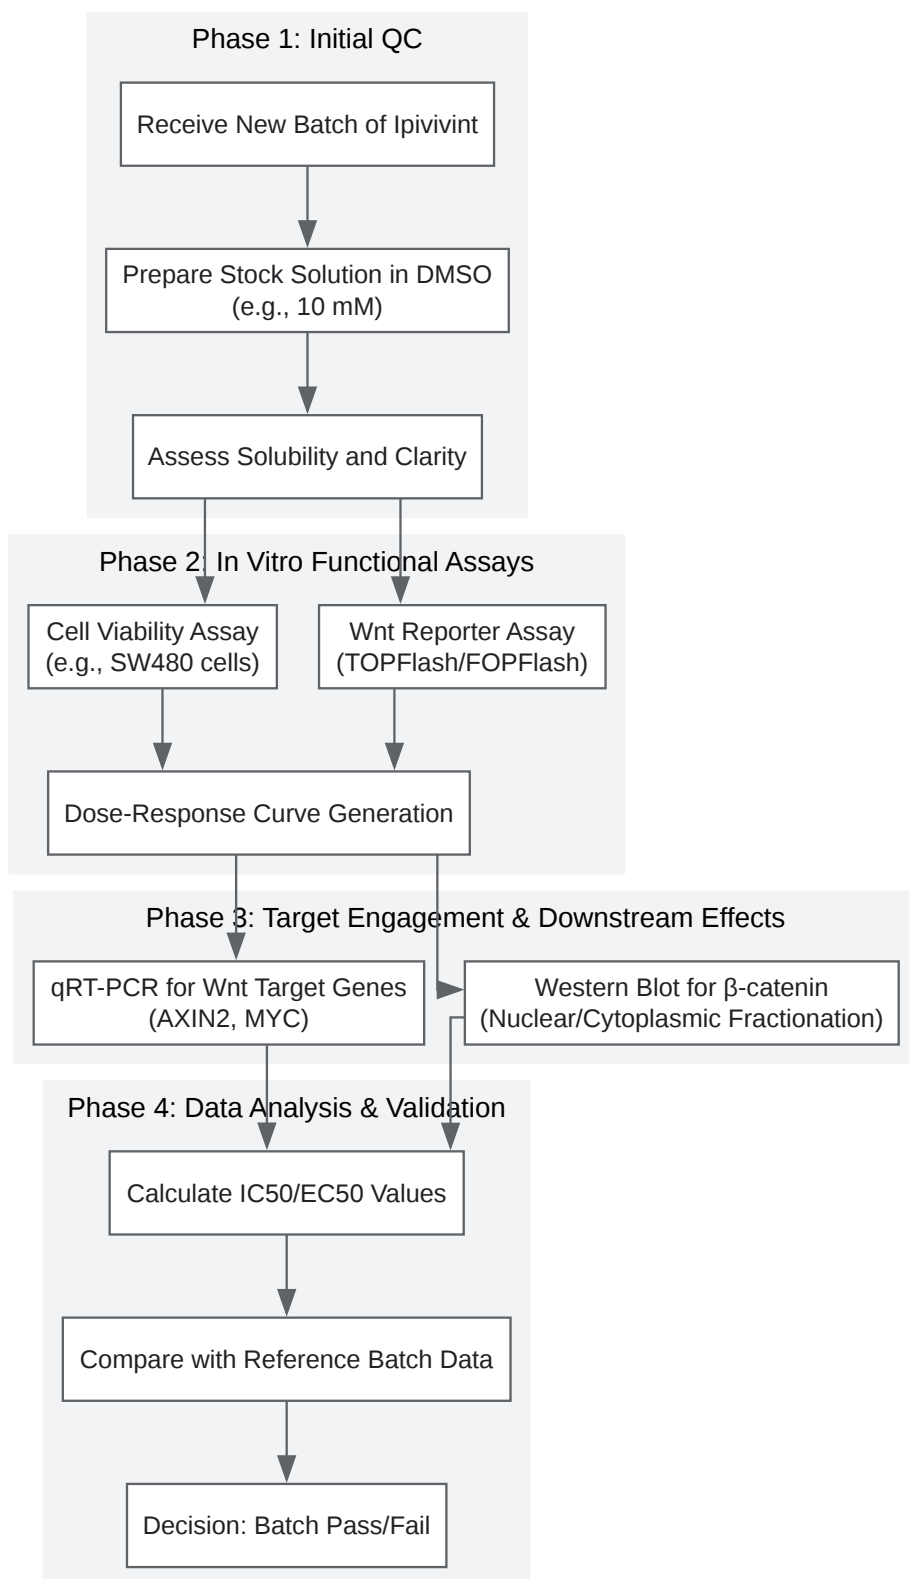 Phase 1: Initial QC
Receive New Batch of Ipivivint
Prepare Stock Solution in DMSO
(e.g., 10 mM)
Assess Solubility and Clarity
Phase 2: In Vitro Functional Assays
Cell Viability Assay
(e.g., SW480 cells)
Wnt Reporter Assay
(TOPFlash/FOPFlash)
Dose-Response Curve Generation
Phase 3: Target Engagement & Downstream Effects
qRT-PCR for Wnt Target Genes
(AXIN2, MYC)
Western Blot for β-catenin
(Nuclear/Cytoplasmic Fractionation)
Phase 4: Data Analysis & Validation
Calculate IC50/EC50 Values
Compare with Reference Batch Data
Decision: Batch Pass/Fail